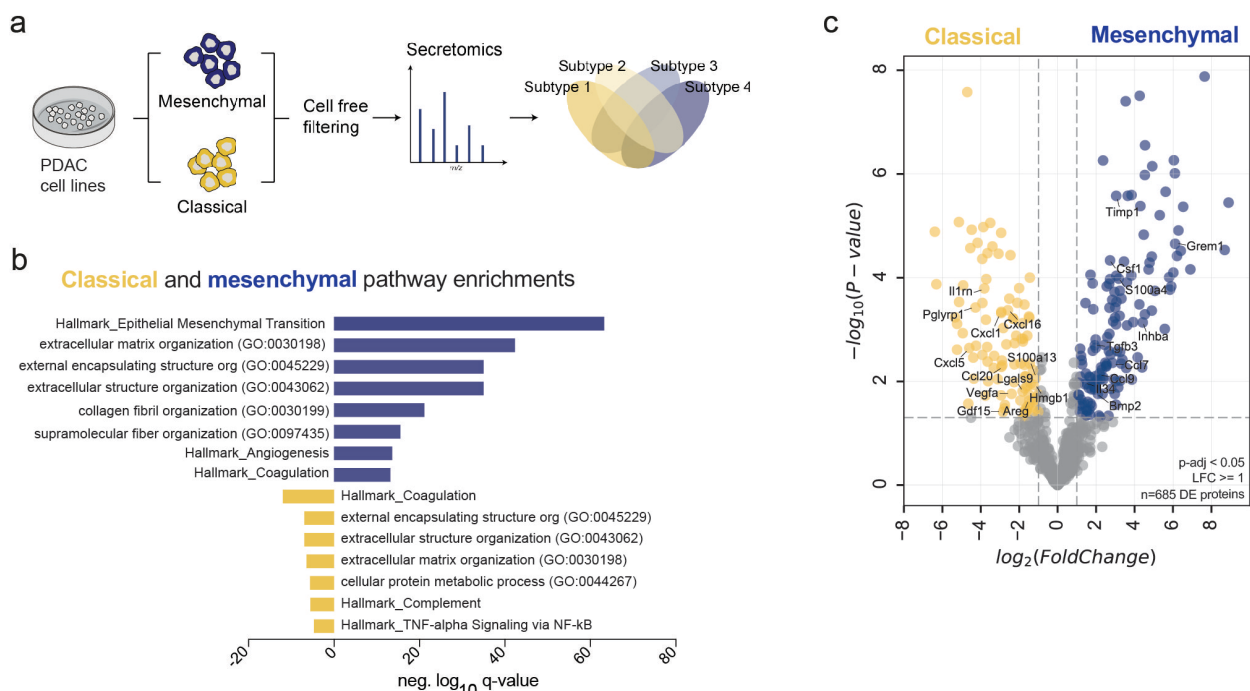 a
PDAC
cell lines
Mesenchymal
Classical
Cell free
filtering
Secretomics
m/z
Subtype 2
Subtype 3
Subtype 1
Subtype 4
b
Classical and mesenchymal pathway enrichments
Hallmark_Epithelial Mesenchymal Transition
extracellular matrix organization (GO:0030198)
external encapsulating structure org (GO:0045229)
extracellular structure organization (GO:0043062)
collagen fibril organization (GO:0030199)
supramolecular fiber organization (GO:0097435)
Hallmark_Angiogenesis
Hallmark_Coagulation
Hallmark_Coagulation
external encapsulating structure org (GO:0045229)
extracellular structure organization (GO:0043062)
extracellular matrix organization (GO:0030198)
cellular protein metabolic process (GO:0044267)
Hallmark_Complement
Hallmark_TNF-alpha Signaling via NF-kB
-20 0 20 40 60 80
neg. log10 q-value
c
Classical Mesenchymal
8
6
4
2
0
−log10(P − value)
Timp1
Grem1
Csf1
S100a4
Il1rn
Pglyrp1
Cxcl16
Cxcl1
Inhba
Tgfb3
S100a13
Cxcl5
Ccl7
Ccl20
Lgals9
Ccl9
Il34
Vegfa
Hmgb1
Bmp2
Gdf15
Areg
p-adj < 0.05
LFC >= 1
n=685 DE proteins
−8 −6 −4 −2 0 2 4 6 8
log2(FoldChange)